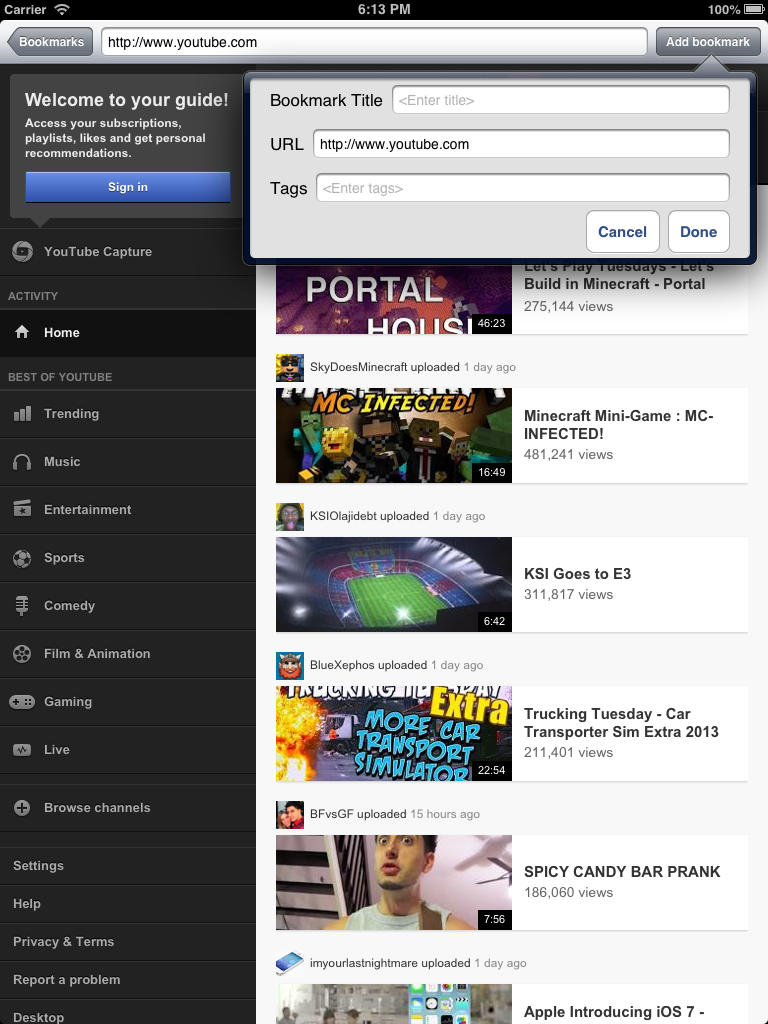 Carrier
6:13 PM
100%
Bookmarks
http://www.youtube.com
Add bookmark
Bookmark Title
<Enter title>
URL
http://www.youtube.com
Tags
<Enter tags>
Cancel
Done
Welcome to your guide!
Access your subscriptions,
playlists, likes and get personal
recommendations.
Sign in
YouTube Capture
ACTIVITY
Home
BEST OF YOUTUBE
Trending
Music
Entertainment
Sports
Comedy
Film & Animation
Gaming
Live
Browse channels
Settings
Help
Privacy & Terms
Report a problem
Desktop
PORTAL
HOUSE
46:23
Let's Play Tuesdays - Let's
Build in Minecraft - Portal
275,144 views
SkyDoesMinecraft uploaded 1 day ago
MC INFECTED!
16:49
Minecraft Mini-Game : MC-
INFECTED!
481,241 views
KSIOlajidebt uploaded 1 day ago
6:42
KSI Goes to E3
311,817 views
BlueXephos uploaded 1 day ago
TRUCKING TUESDAY
Extra
MORE CAR
TRANSPORT
SIMULATOR
22:54
Trucking Tuesday - Car
Transporter Sim Extra 2013
211,401 views
BFvsGF uploaded 15 hours ago
7:56
SPICY CANDY BAR PRANK
186,060 views
imyourlastnightmare uploaded 1 day ago
Apple Introducing iOS 7 -